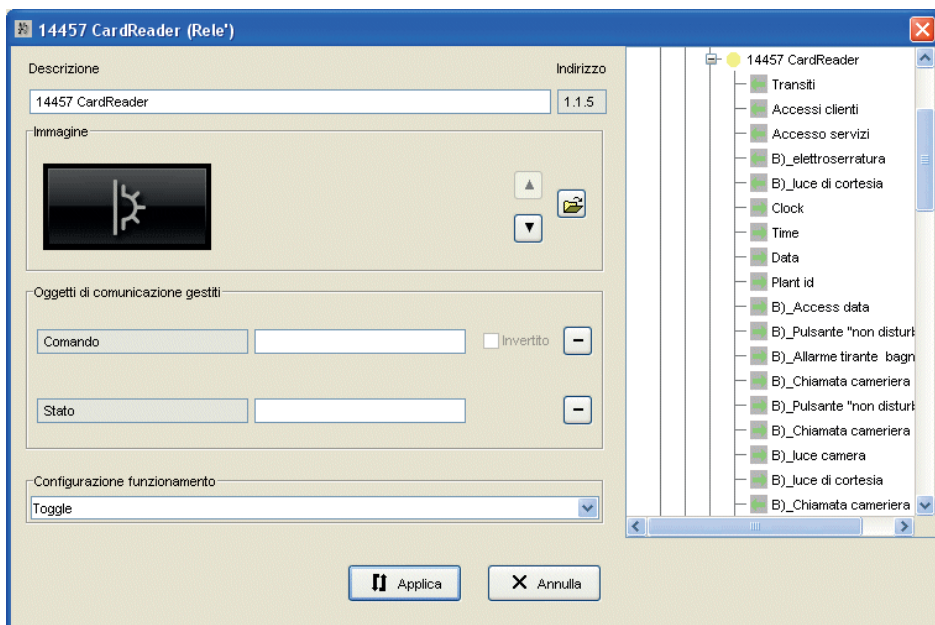 14457 CardReader (Rele')
Descrizione
Indirizzo
14457 CardReader
1.1.5
Immagine
Oggetti di comunicazione gestiti
Comando
Invertito
Stato
Configurazione funzionamento
Toggle
Applica
Annulla
14457 CardReader
Transiti
Accessi clienti
Accesso servizi
B)_elettroserratura
B)_luce di cortesia
Clock
Time
Data
Plant id
B)_Access data
B)_Pulsante "non disturb
B)_Allarme tirante bagn
B)_Chiamata cameriera
B)_Pulsante "non disturb
B)_Chiamata cameriera
B)_luce camera
B)_luce di cortesia
B)_Chiamata cameriera